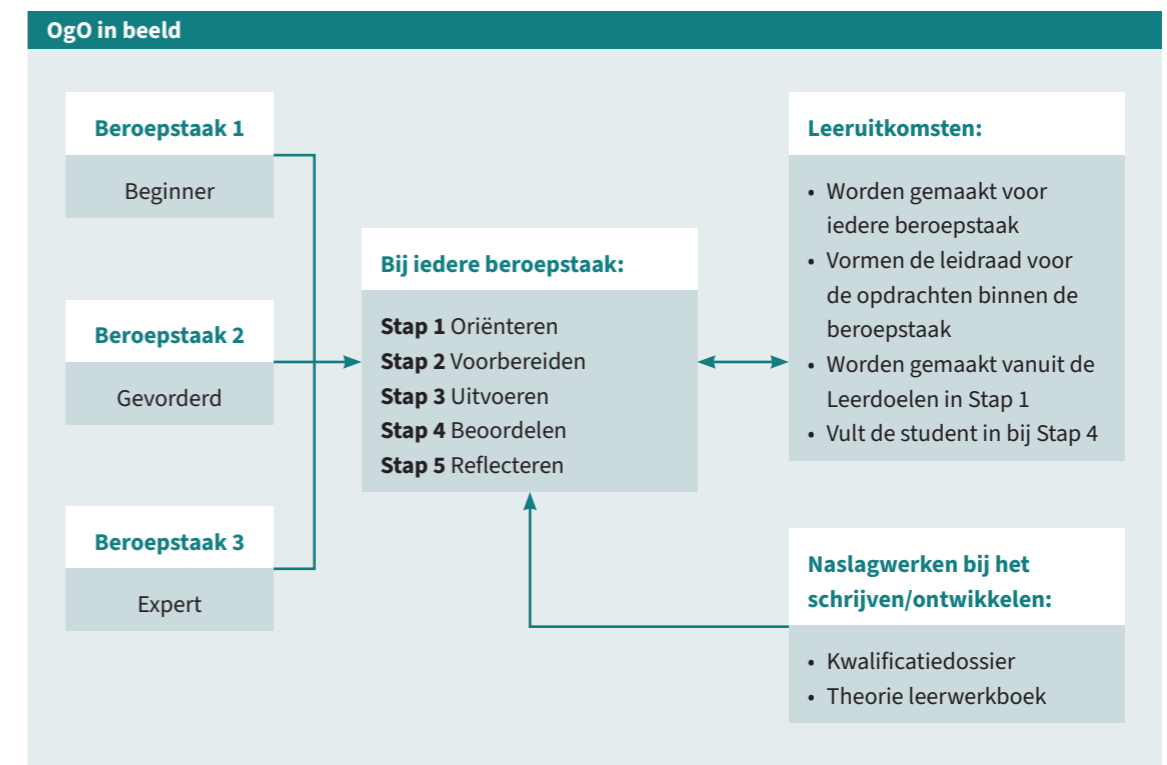 OgO in beeld
Beroepstaak 1
Beginner
Beroepstaak 2
Gevorderd
Beroepstaak 3
Expert
Bij iedere beroepstaak:
Stap 1 Oriënteren
Stap 2 Voorbereiden
Stap 3 Uitvoeren
Stap 4 Beoordelen
Stap 5 Reflecteren
Leeruitkomsten:
• Worden gemaakt voor
iedere beroepstaak
• Vormen de leidraad voor
de opdrachten binnen de
beroepstaak
• Worden gemaakt vanuit de
Leerdoelen in Stap 1
• Vult de student in bij Stap 4
Naslagwerken bij het
schrijven/ontwikkelen:
• Kwalificatiedossier
• Theorie leerwerkboek